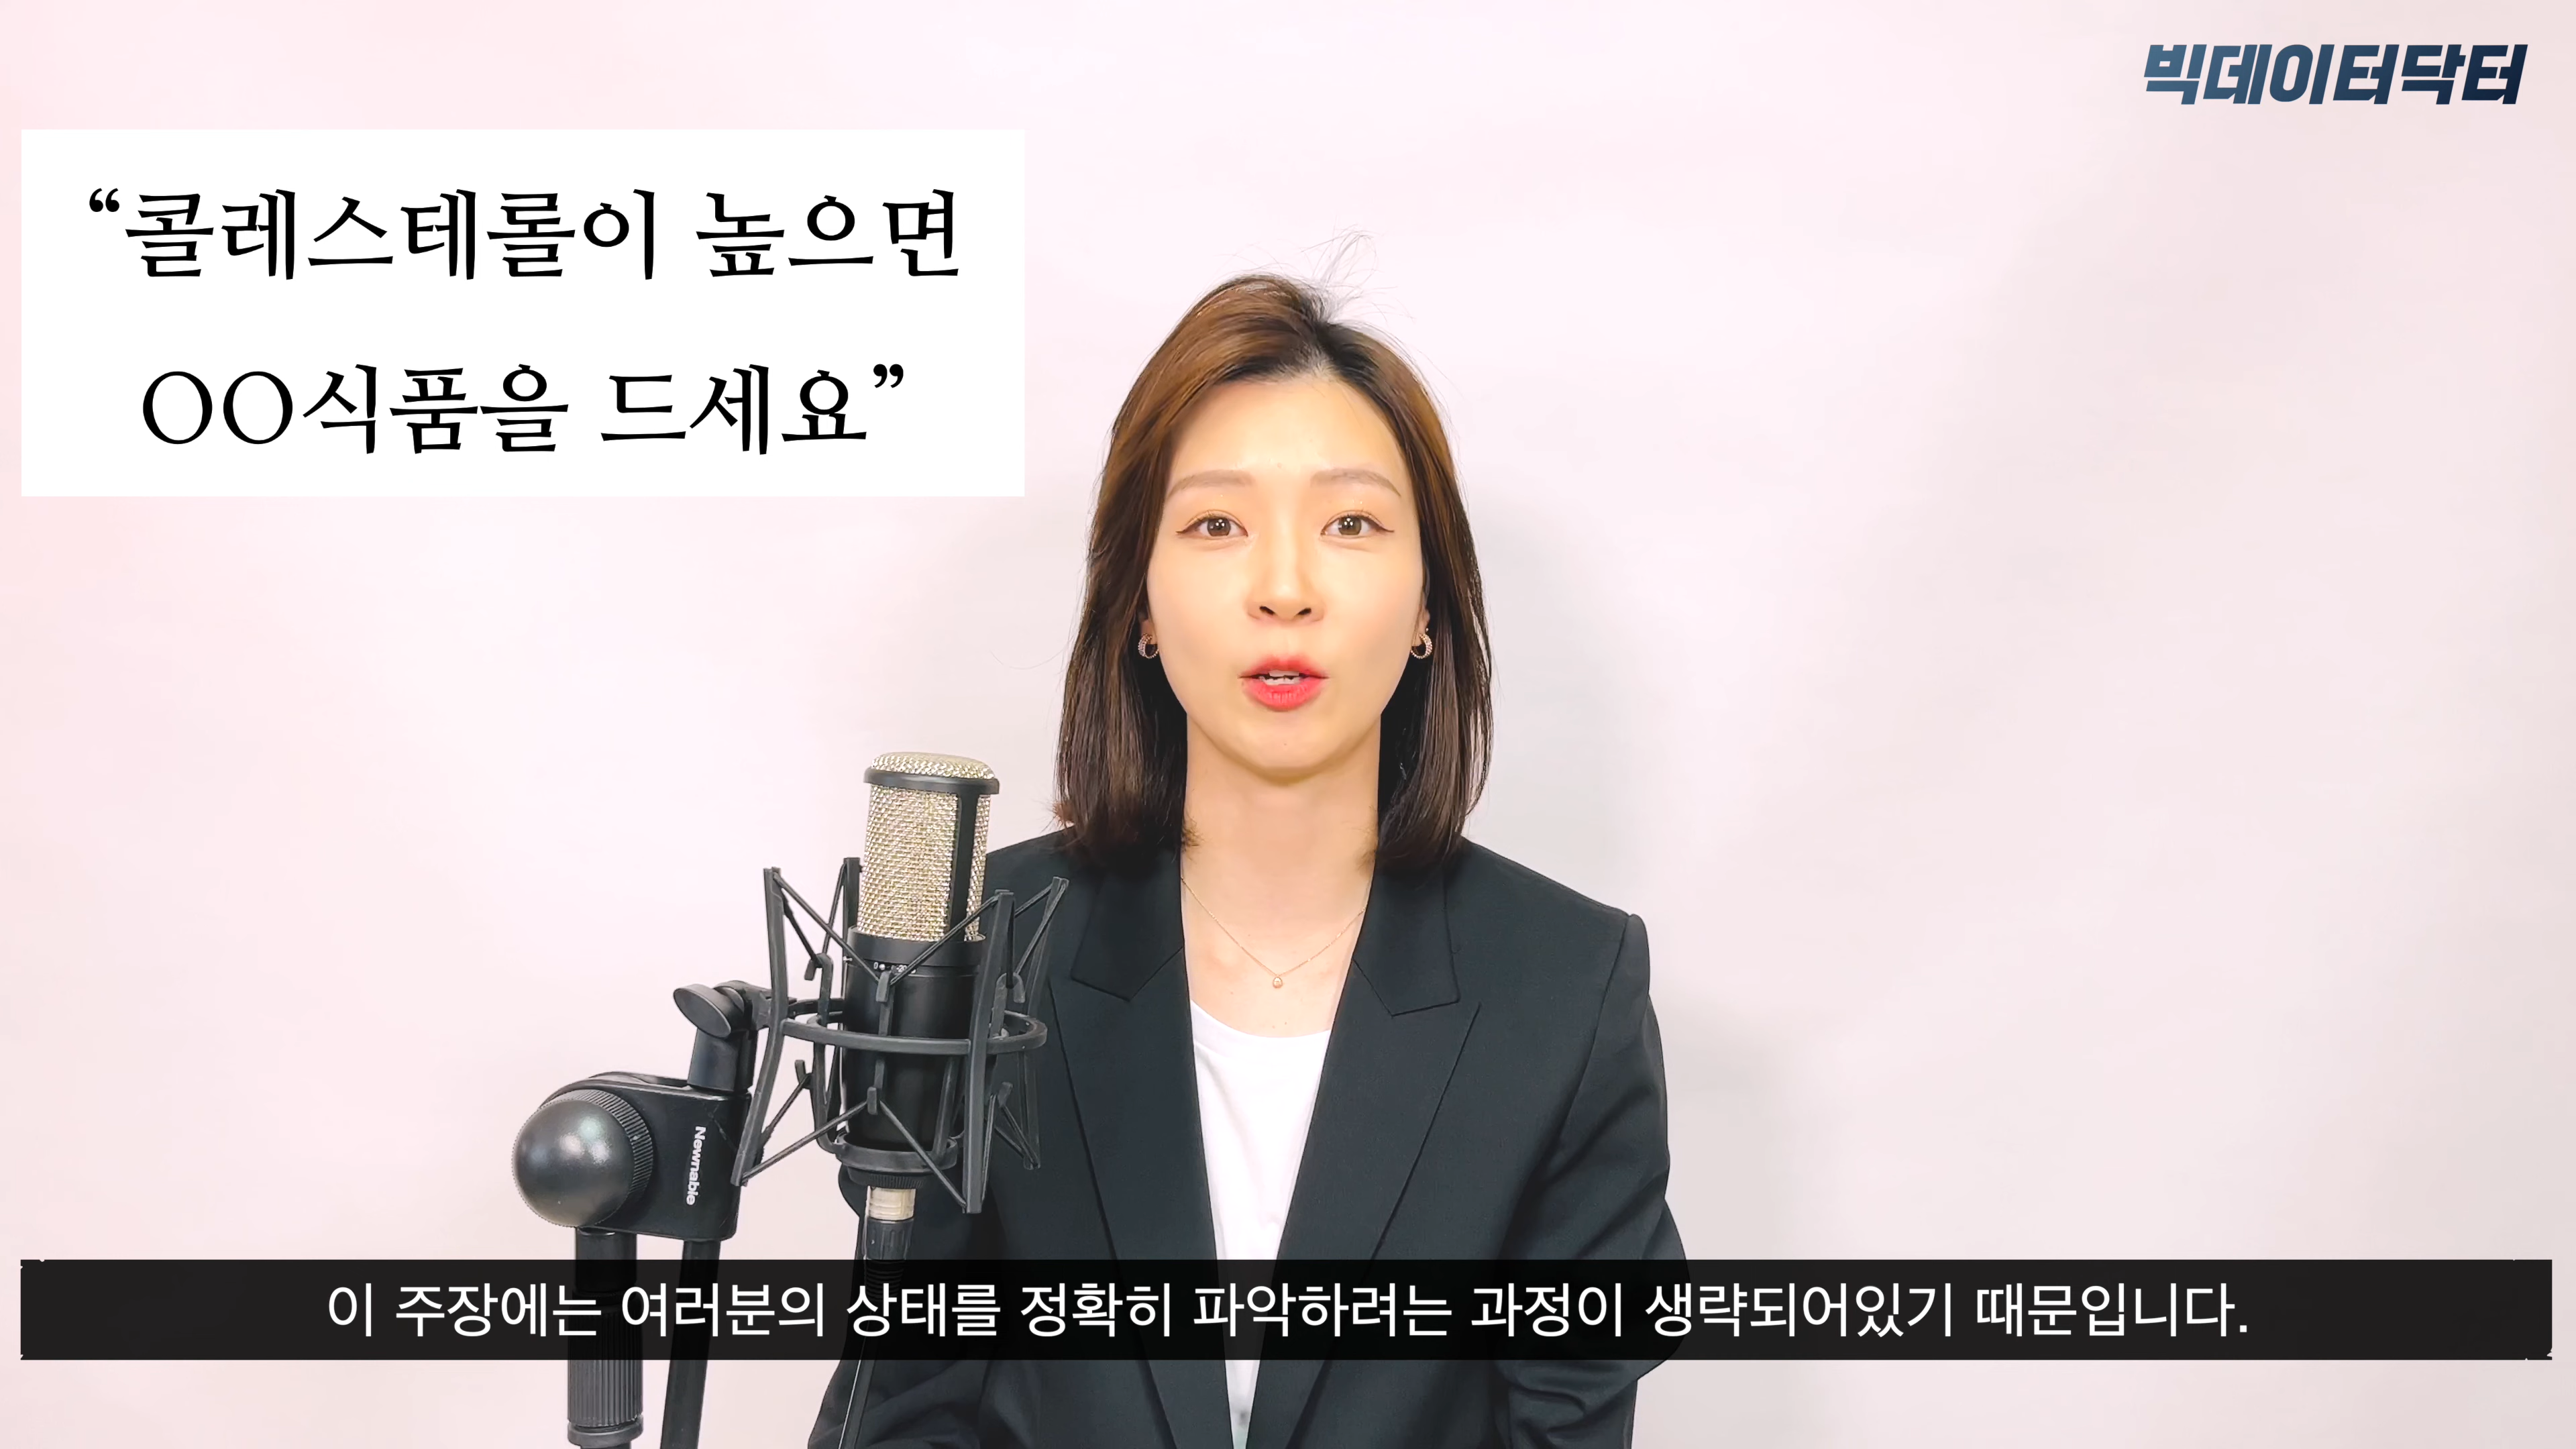 빅데이터닥터
“콜레스테롤이 높으면
OO식품을 드세요”
Newnabie
이 주장에는 여러분의 상태를 정확히 파악하려는 과정이 생략되어있기 때문입니다.